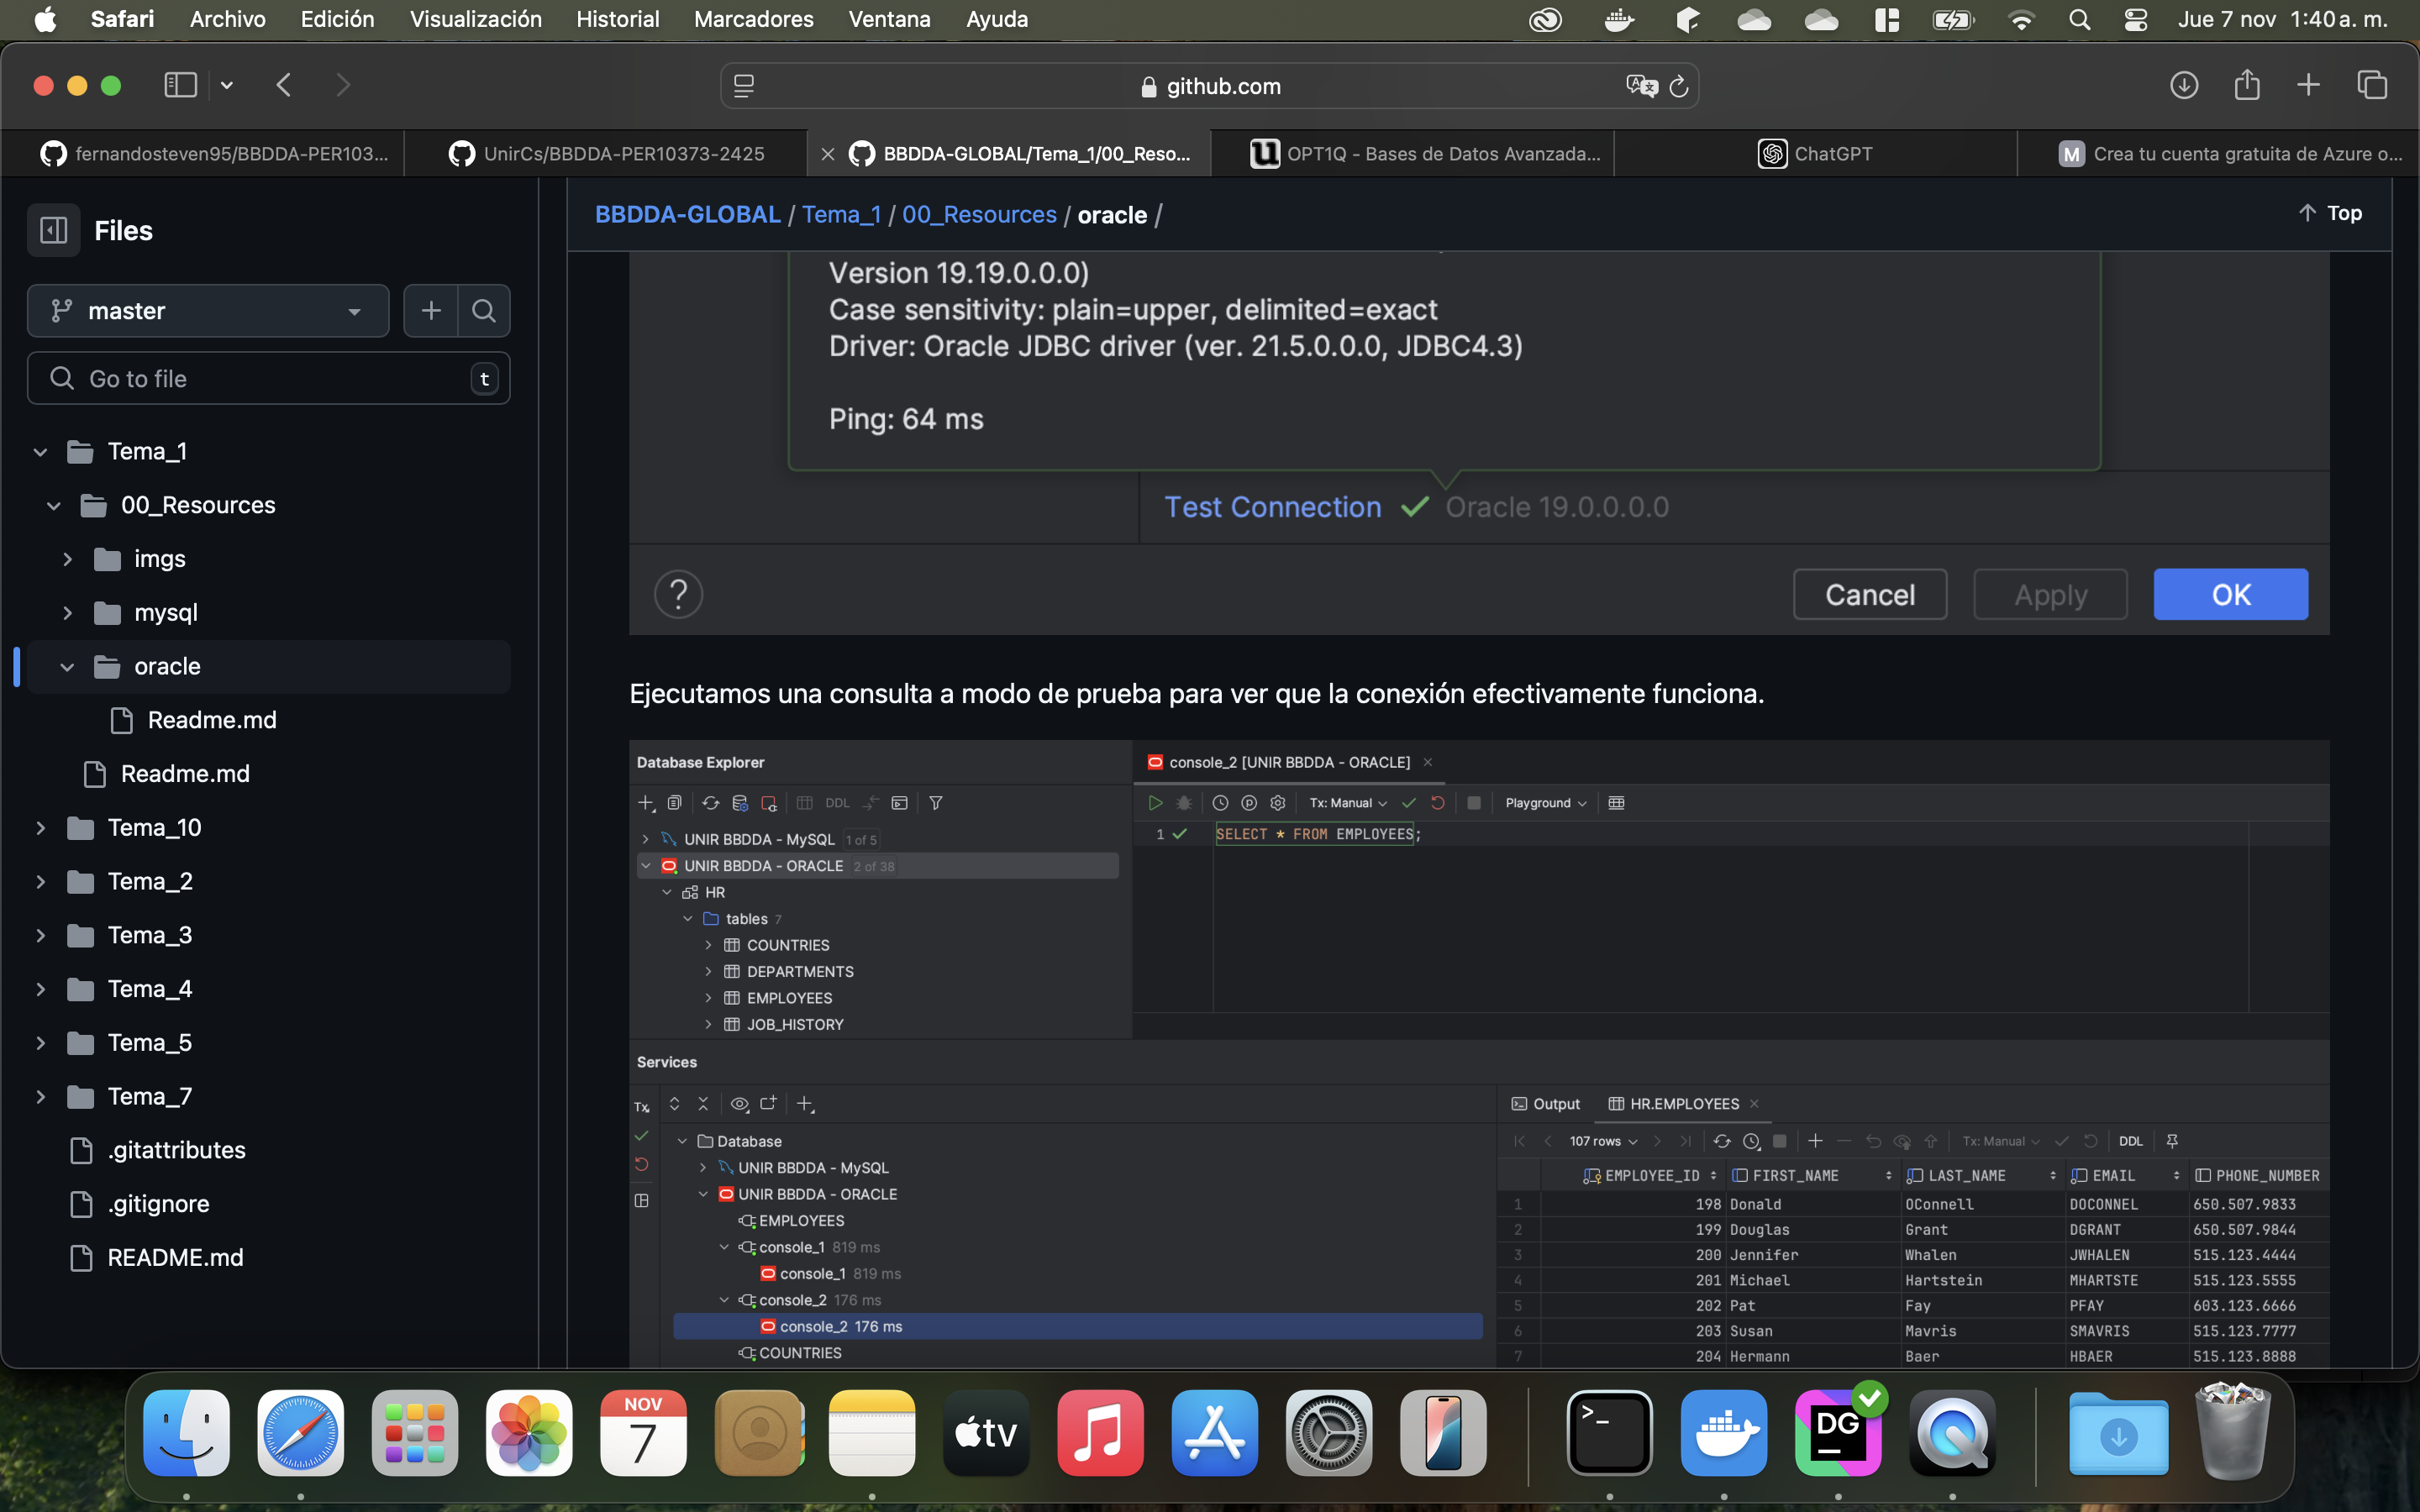 Safari Archivo Edición Visualización Historial Marcadores Ventana Ayuda Jue 7 nov 1:40 a. m.
github.com
fernandosteven95/BBDDA-PER103... UnirCs/BBDDA-PER10373-2425 BBDDA-GLOBAL/Tema_1/00_Reso... OPT1Q - Bases de Datos Avanzada... ChatGPT M Crea tu cuenta gratuita de Azure o...
Files
master
Go to file t
Tema_1
00_Resources
imgs
mysql
oracle
Readme.md
Readme.md
Tema_10
Tema_2
Tema_3
Tema_4
Tema_5
Tema_7
.gitattributes
.gitignore
README.md
BBDDA-GLOBAL / Tema_1 / 00_Resources / oracle / Top
Version 19.19.0.0.0)
Case sensitivity: plain=upper, delimited=exact
Driver: Oracle JDBC driver (ver. 21.5.0.0.0, JDBC4.3)
Ping: 64 ms
Test Connection Oracle 19.0.0.0.0
? Cancel Apply OK
Ejecutamos una consulta a modo de prueba para ver que la conexión efectivamente funciona.
Database Explorer
DDL
UNIR BBDDA - MySQL 1 of 5
UNIR BBDDA - ORACLE 2 of 38
HR
tables 7
COUNTRIES
DEPARTMENTS
EMPLOYEES
JOB_HISTORY
console_2 [UNIR BBDDA - ORACLE]
Tx: Manual Playground
1 SELECT * FROM EMPLOYEES;
Services
Tx
Database
UNIR BBDDA - MySQL
UNIR BBDDA - ORACLE
EMPLOYEES
console_1 819 ms
console_1 819 ms
console_2 176 ms
console_2 176 ms
COUNTRIES
Output HR.EMPLOYEES
107 rows Tx: Manual DDL
EMPLOYEE_ID FIRST_NAME LAST_NAME EMAIL PHONE_NUMBER
1 198 Donald OConnell DOCONNEL 650.507.9833
2 199 Douglas Grant DGRANT 650.507.9844
3 200 Jennifer Whalen JWHALEN 515.123.4444
4 201 Michael Hartstein MHARTSTE 515.123.5555
5 202 Pat Fay PFAY 603.123.6666
6 203 Susan Mavris SMAVRIS 515.123.7777
7 204 Hermann Baer HBAER 515.123.8888
NOV
7
tv
>_
DG